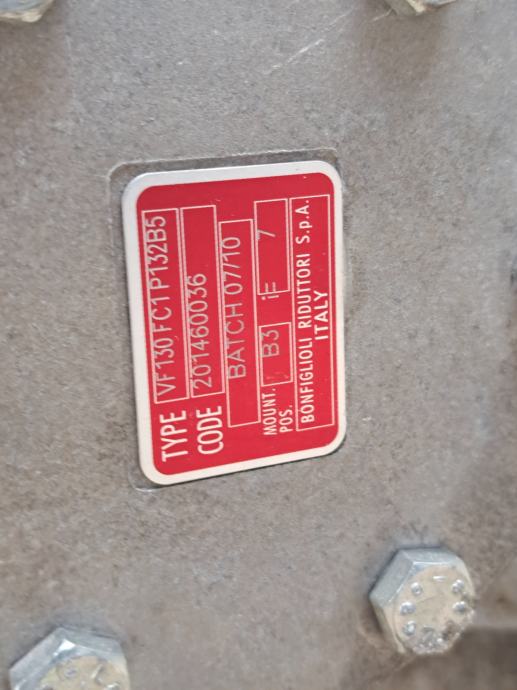 TYPE VF130 FC1 P132B5
CODE 201460036
BATCH 07/10
MOUNT. POS. B3 i= 7
BONFIGLIOLI RIDUTTORI S.p.A.
ITALY